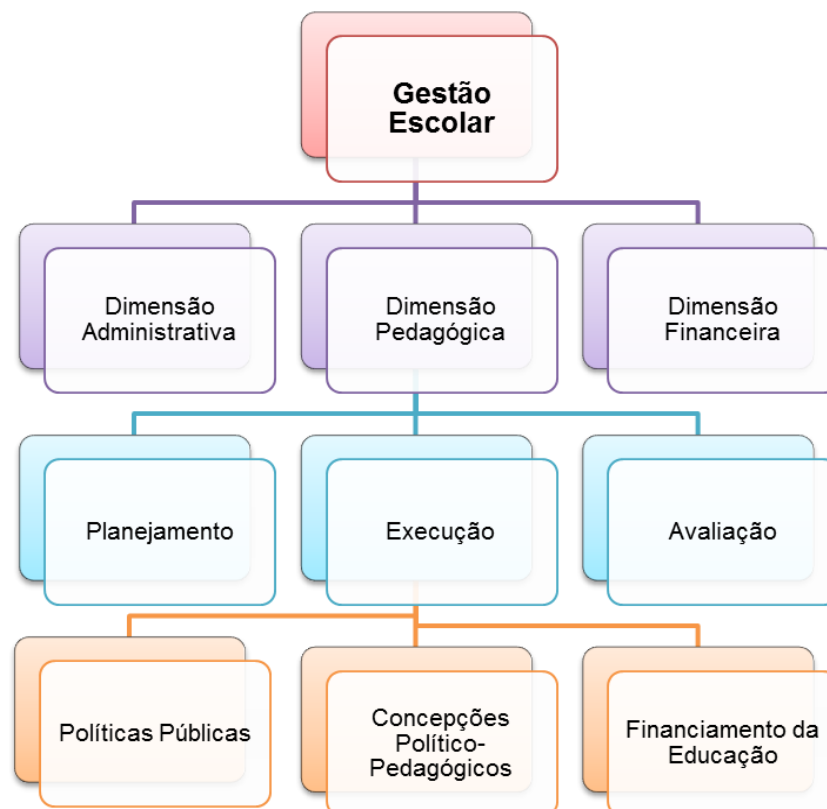 Gestão
Escolar
Dimensão
Administrativa
Dimensão
Pedagógica
Dimensão
Financeira
Planejamento
Execução
Avaliação
Políticas Públicas
Concepções
Político-
Pedagógicos
Financiamento da
Educação